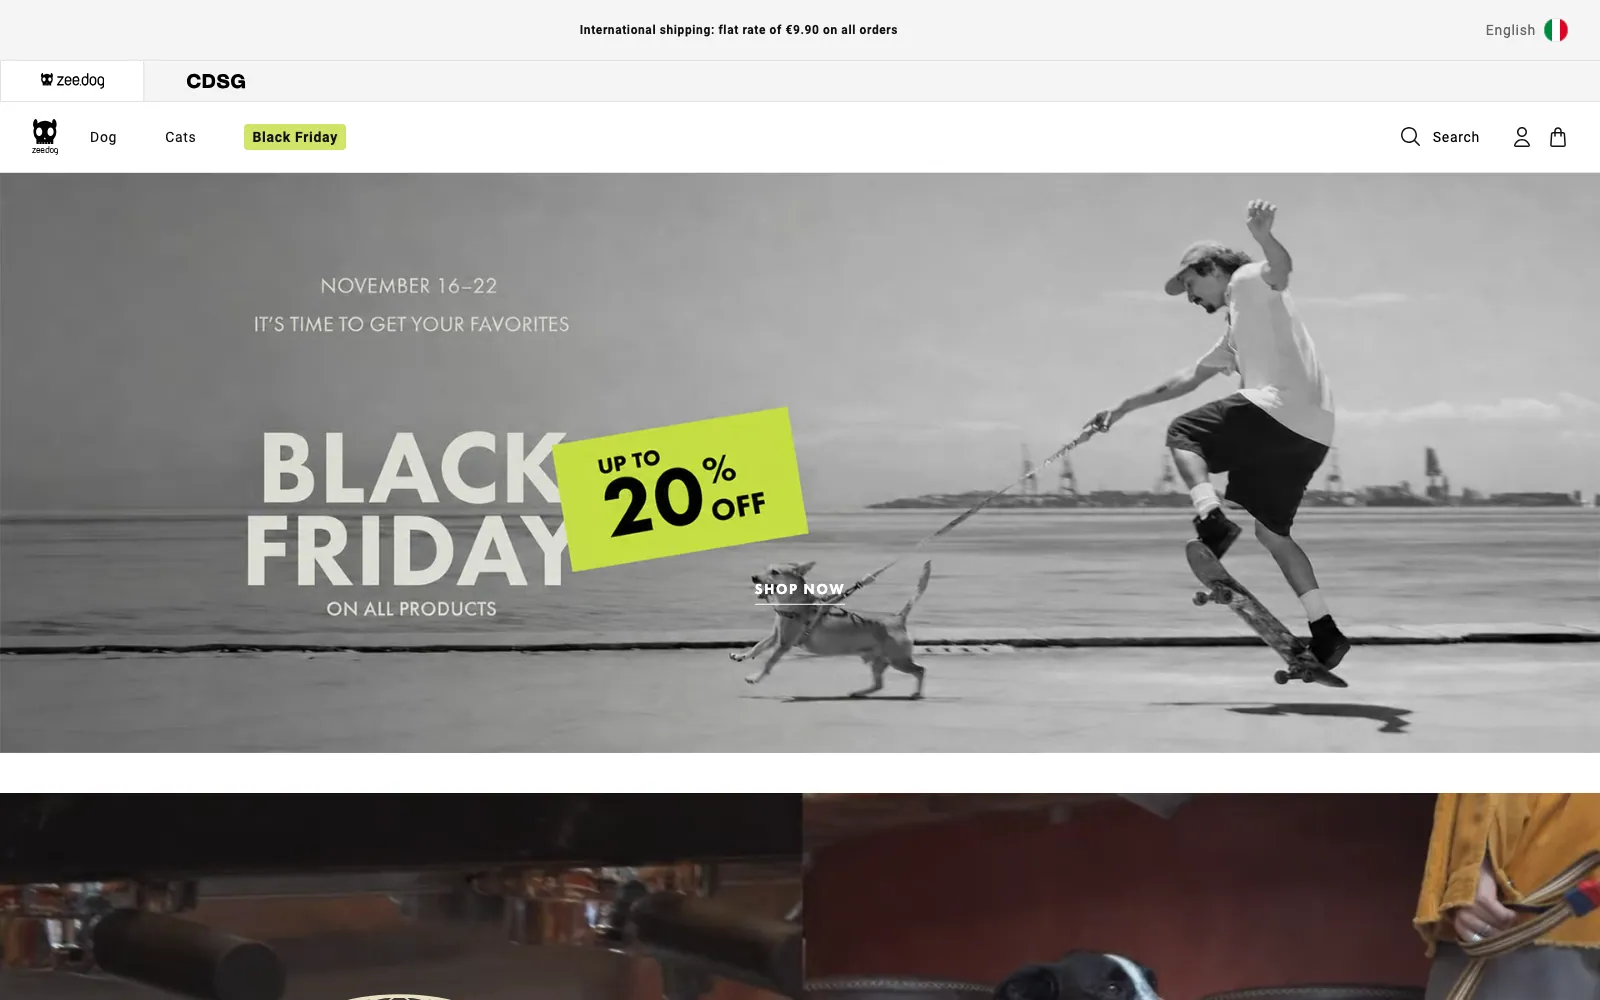 International shipping: flat rate of €9.90 on all orders
English
zee.dog
CDSG
zee.dog
Dog
Cats
Black Friday
Search
NOVEMBER 16–22
IT'S TIME TO GET YOUR FAVORITES
BLACK
FRIDAY
UP TO
20% OFF
SHOP NOW
ON ALL PRODUCTS